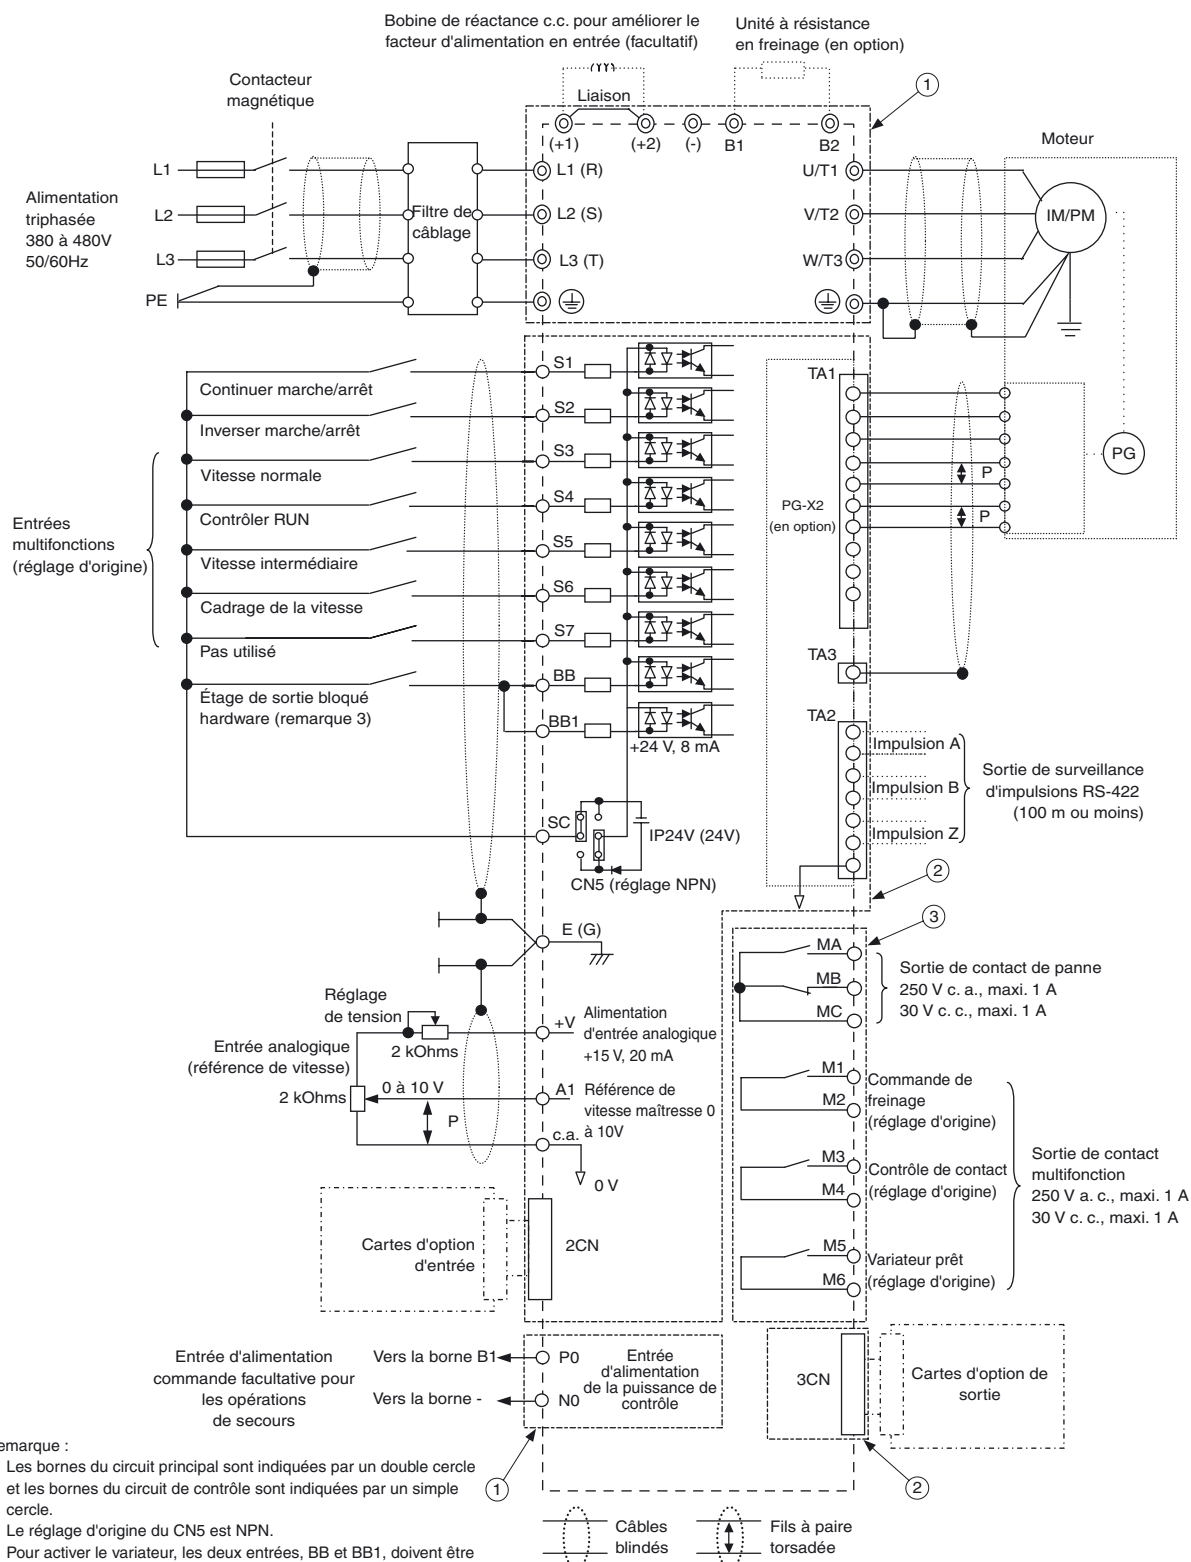 Bobine de réactance c.c. pour améliorer le
facteur d'alimentation en entrée (facultatif)
Unité à résistance
en freinage (en option)
Contacteur
magnétique
Liaison
1
(+1)
(+2)
(-)
B1
B2
Moteur
Alimentation
triphasée
380 à 480V
50/60Hz
L1
L2
L3
PE
Filtre de
câblage
L1 (R)
L2 (S)
L3 (T)
U/T1
V/T2
W/T3
IM/PM
S1
Continuer marche/arrêt
S2
Inverser marche/arrêt
S3
Vitesse normale
S4
Contrôler RUN
S5
Vitesse intermédiaire
S6
Cadrage de la vitesse
S7
Pas utilisé
BB
Étage de sortie bloqué
hardware (remarque 3)
BB1
+24 V, 8 mA
Entrées
multifonctions
(réglage d'origine)
TA1
PG-X2
(en option)
P
P
PG
TA3
TA2
Impulsion A
Impulsion B
Impulsion Z
Sortie de surveillance
d'impulsions RS-422
(100 m ou moins)
SC
IP24V (24V)
CN5 (réglage NPN)
2
E (G)
3
MA
MB
MC
Sortie de contact de panne
250 V c. a., maxi. 1 A
30 V c. c., maxi. 1 A
Réglage
de tension
2 kOhms
+V
Alimentation
d'entrée analogique
+15 V, 20 mA
Entrée analogique
(référence de vitesse)
2 kOhms
0 à 10 V
P
A1
Référence de
vitesse maîtresse 0
à 10V
c.a.
0 V
M1
M2
Commande de
freinage
(réglage d'origine)
M3
M4
Contrôle de contact
(réglage d'origine)
M5
M6
Variateur prêt
(réglage d'origine)
Sortie de contact
multifonction
250 V a. c., maxi. 1 A
30 V c. c., maxi. 1 A
Cartes d'option
d'entrée
2CN
Entrée d'alimentation
commande facultative pour
les opérations
de secours
Vers la borne B1
Vers la borne -
P0
N0
Entrée
d'alimentation
de la puissance de
contrôle
3CN
Cartes d'option de
sortie
1
2
emarque :
Les bornes du circuit principal sont indiquées par un double cercle
et les bornes du circuit de contrôle sont indiquées par un simple
cercle.
Le réglage d'origine du CN5 est NPN.
Pour activer le variateur, les deux entrées, BB et BB1, doivent être
Câbles
blindés
Fils à paire
torsadée